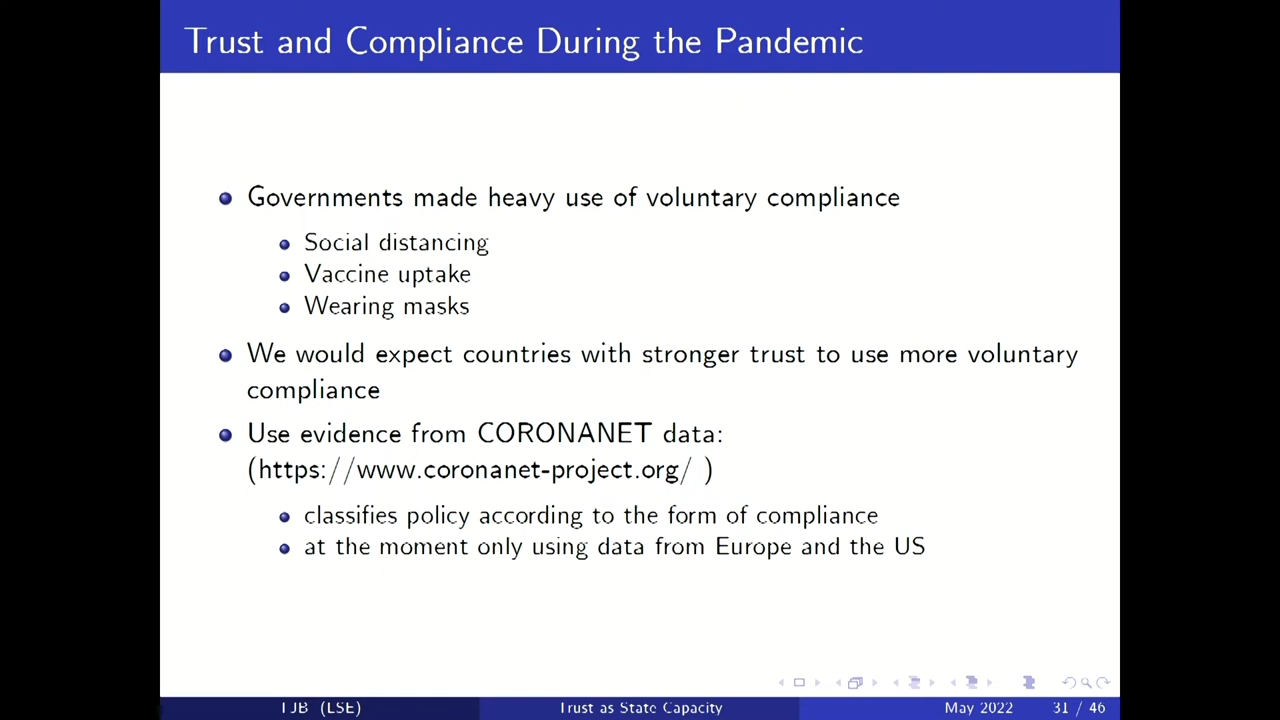 Trust and Compliance During the Pandemic
Governments made heavy use of voluntary compliance
Social distancing
Vaccine uptake
Wearing masks
We would expect countries with stronger trust to use more voluntary
compliance
Use evidence from CORONANET data:
(https://www.coronanet-project.org/ )
classifies policy according to the form of compliance
at the moment only using data from Europe and the US
TJB (LSE) Trust as State Capacity May 2022 31 / 46